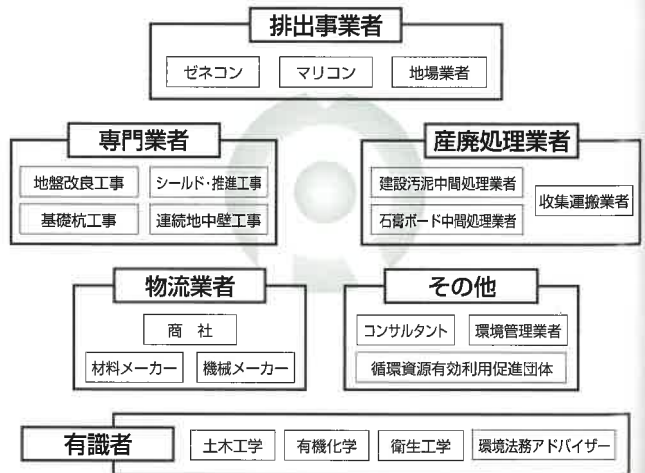 排出事業者
ゼネコン マリコン 地場業者
専門業者
地盤改良工事 シールド・推進工事
基礎杭工事 連続地中壁工事
産廃処理業者
建設汚泥中間処理業者
石膏ボード中間処理業者
収集運搬業者
物流業者
商 社
材料メーカー 機械メーカー
その他
コンサルタント 環境管理業者
循環資源有効利用促進団体
有識者
土木工学 有機化学 衛生工学 環境法務アドバイザー